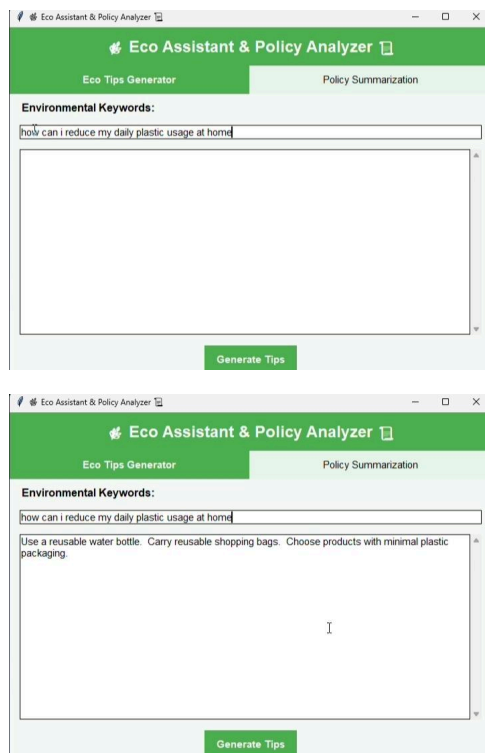 Eco Assistant & Policy Analyzer
Eco Assistant & Policy Analyzer
Eco Tips Generator Policy Summarization
Environmental Keywords:
how can i reduce my daily plastic usage at home
Generate Tips
Eco Assistant & Policy Analyzer
Eco Assistant & Policy Analyzer
Eco Tips Generator Policy Summarization
Environmental Keywords:
how can i reduce my daily plastic usage at home
Use a reusable water bottle.  Carry reusable shopping bags.  Choose products with minimal plastic
packaging.
Generate Tips